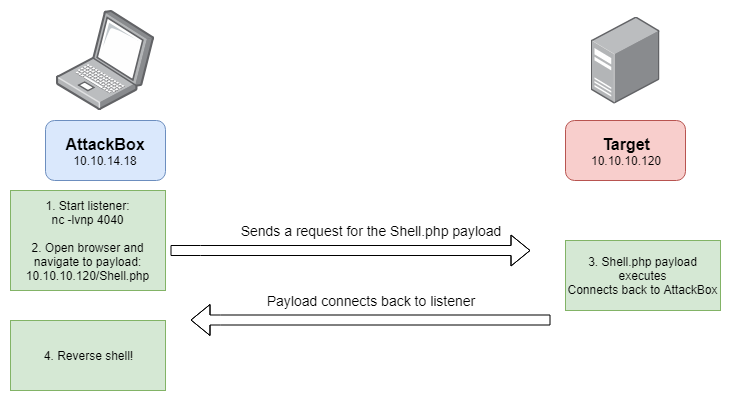 AttackBox
10.10.14.18
Target
10.10.10.120
1. Start listener:
nc -lvnp 4040
2. Open browser and
navigate to payload:
10.10.10.120/Shell.php
Sends a request for the Shell.php payload
3. Shell.php payload
executes
Connects back to AttackBox
Payload connects back to listener
4. Reverse shell!